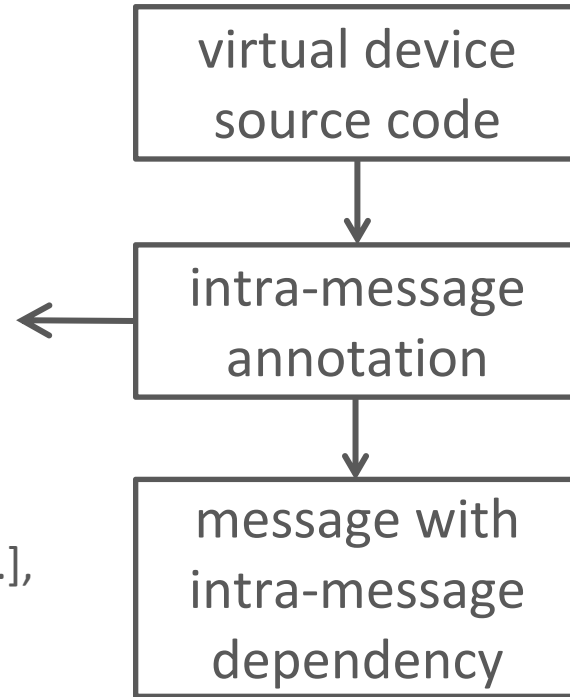 virtual device
source code
intra-message
annotation
message with
.],
intra-message
dependency